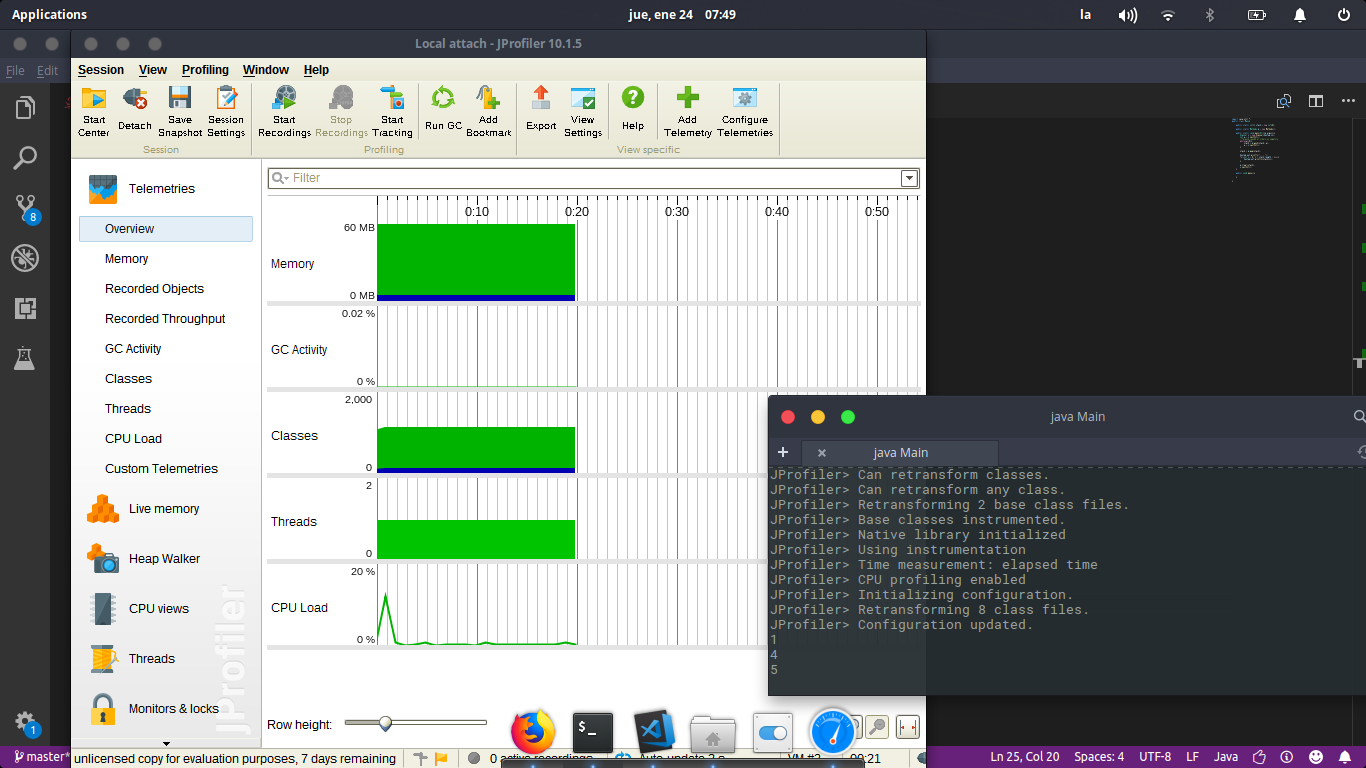 Applications
jue, ene 24 07:49
la
Local attach - JProfiler 10.1.5
File Edit
Session View Profiling Window Help
Start Center
Detach
Save Snapshot
Session Settings
Start Recordings
Stop Recordings
Start Tracking
Run GC
Add Bookmark
Export
View Settings
Help
Add Telemetry
Configure Telemetries
Session
Profiling
View specific
Telemetries
Overview
Memory
Recorded Objects
Recorded Throughput
GC Activity
Classes
Threads
CPU Load
Custom Telemetries
Live memory
Heap Walker
CPU views
Threads
Monitors & locks
JProfiler
8
1
Filter
0:10 0:20 0:30 0:40 0:50
60 MB
Memory
0 MB
0.02 %
GC Activity
0 %
2,000
Classes
0
2
Threads
0
20 %
CPU Load
0 %
Row height:
java Main
java Main
JProfiler> Can retransform classes.
JProfiler> Can retransform any class.
JProfiler> Retransforming 2 base class files.
JProfiler> Base classes instrumented.
JProfiler> Native library initialized
JProfiler> Using instrumentation
JProfiler> Time measurement: elapsed time
JProfiler> CPU profiling enabled
JProfiler> Initializing configuration.
JProfiler> Retransforming 8 class files.
JProfiler> Configuration updated.
1
4
5
master*
unlicensed copy for evaluation purposes, 7 days remaining
0 active recordings
Auto-update 2 s
VM #2
00:21
Ln 25, Col 20 Spaces: 4 UTF-8 LF Java